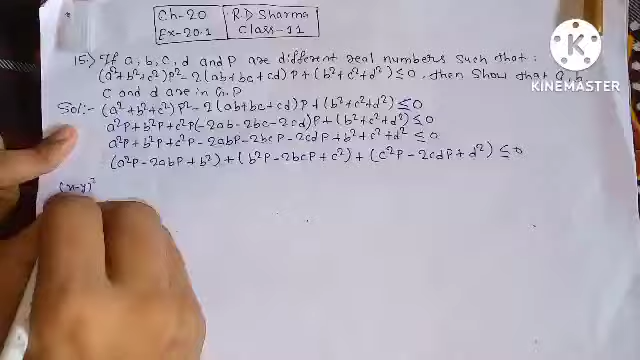 Ch-20
Ex-20.1
R.D Sharma
Class-11
15:) If a, b, c, d and P are different real numbers such that:
(a²+b²+c²)P²-2(ab+bc+cd)P+(b²+c²+d²)≤0, then show that a, b,
c and d are in G.P
Sol:- (a²+b²+c²)P²-2(ab+bc+cd)P+(b²+c²+d²)≤0
a²P+b²P+c²P(-2ab-2bc-2cd)P+(b²+c²+d²)≤0
a²P+b²P+c²P-2abP-2bcP-2cdP+b²+c²+d²≤0
(a²P-2abP+b²)+(b²P-2bcP+c²)+(c²P-2cdP+d²)≤0
(x-y)²
KINEMASTER